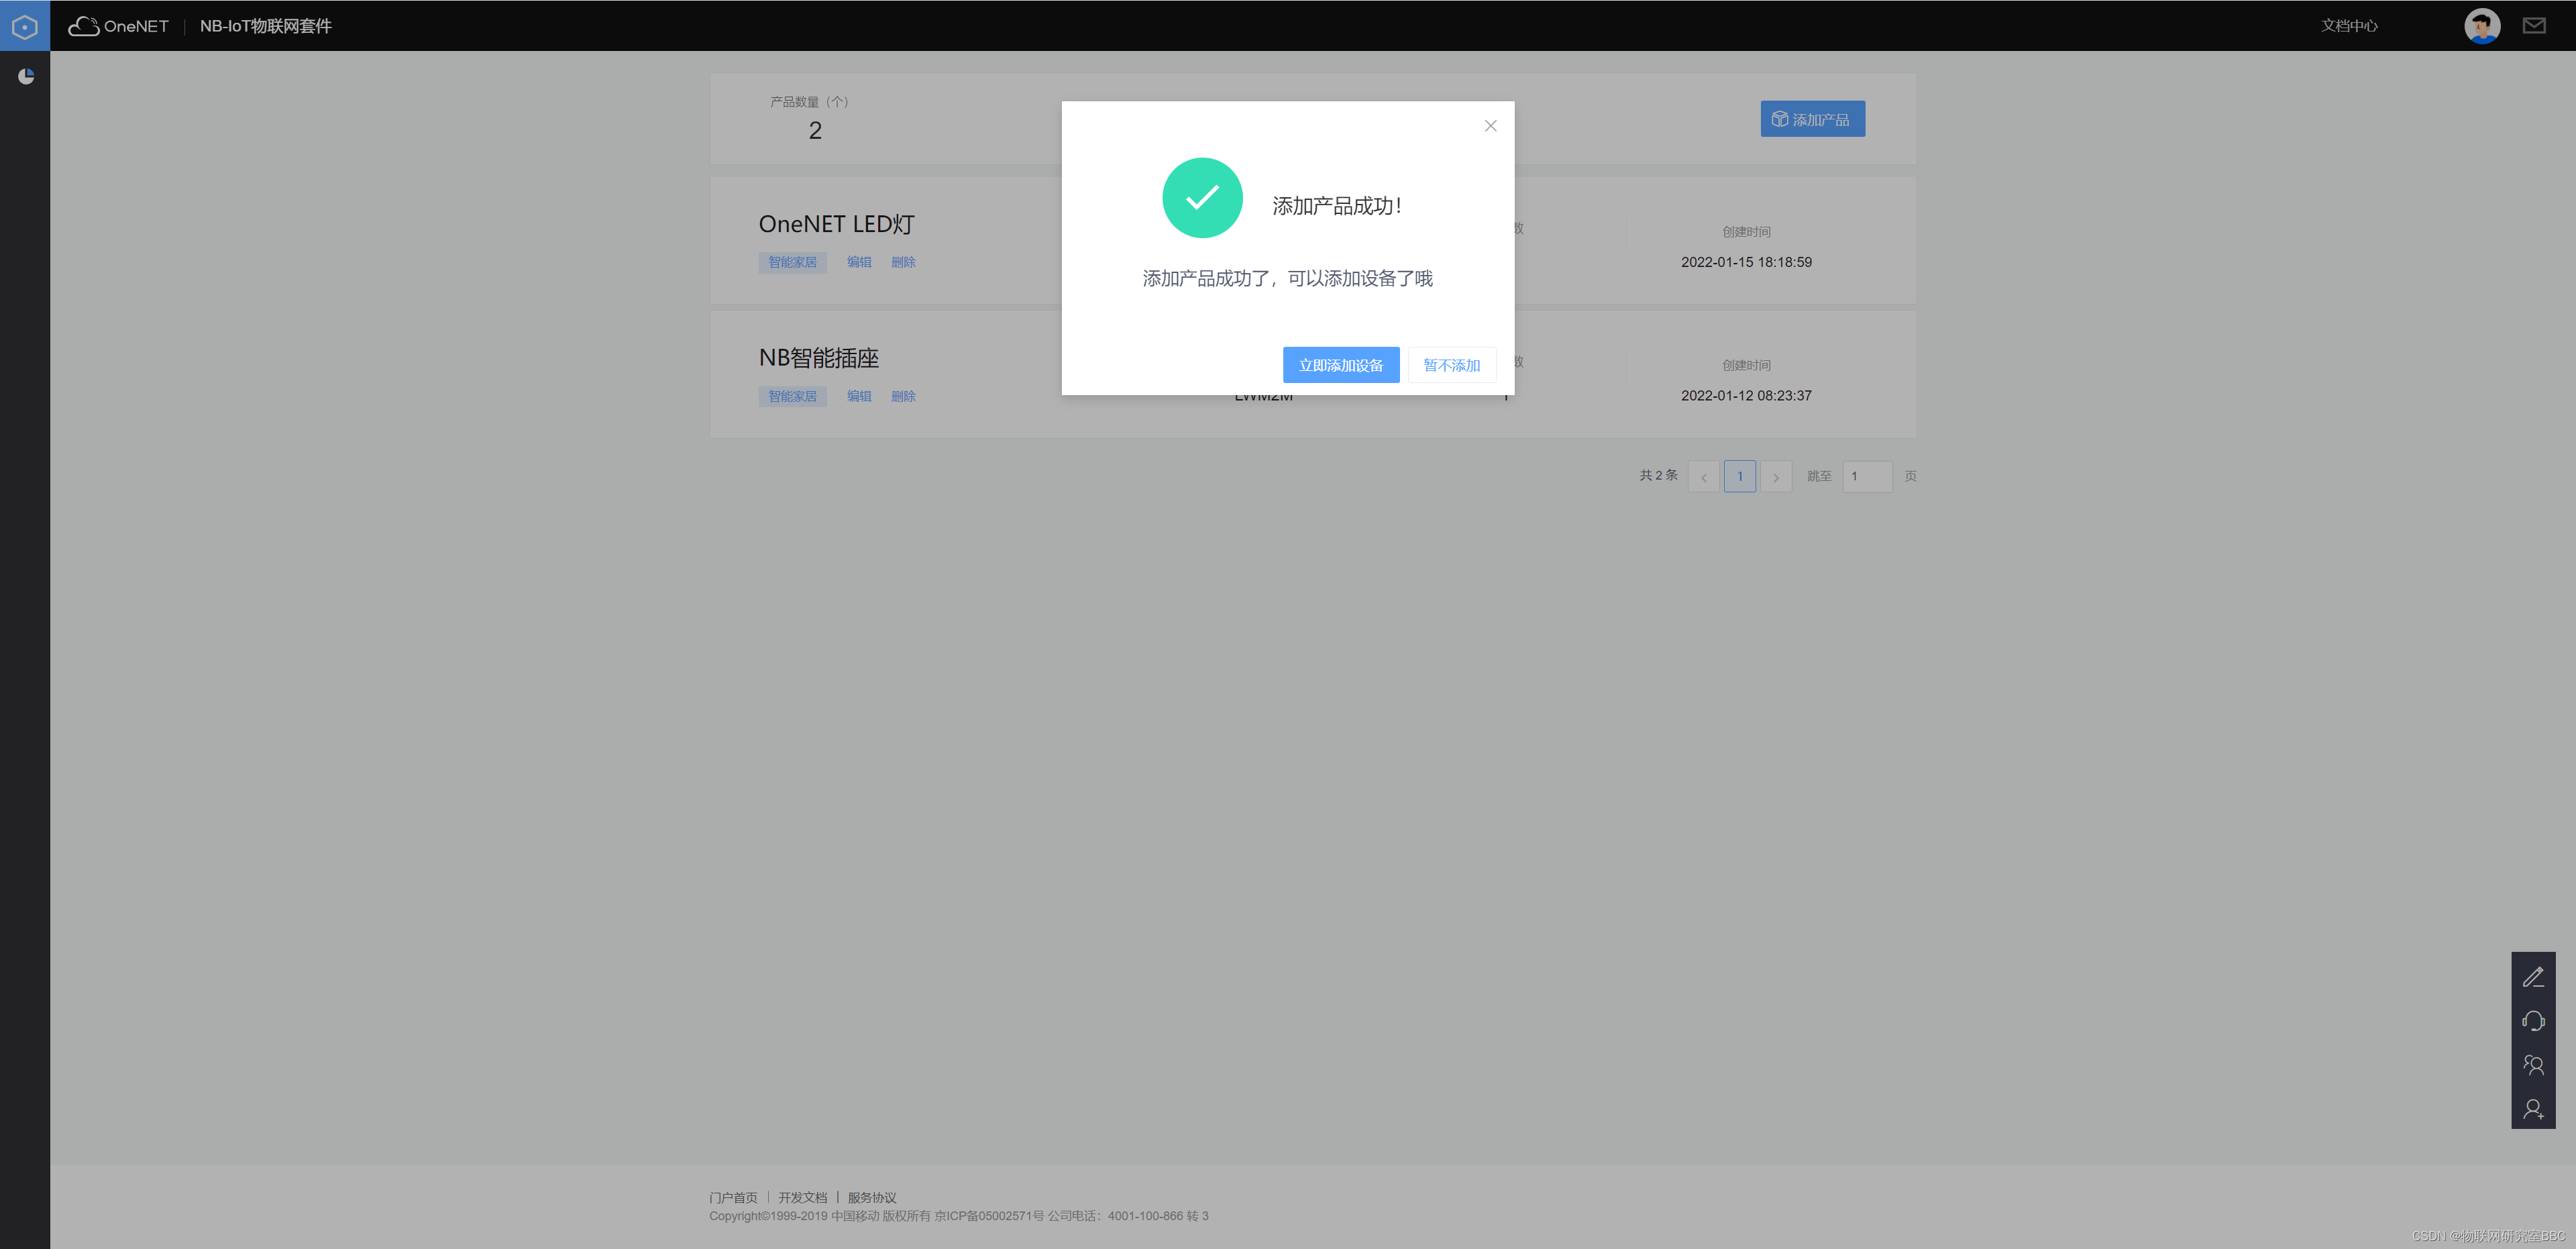 OneNET | NB-IoT物联网套件 文档中心
产品数量（个）
2
添加产品
添加产品成功！
添加产品成功了，可以添加设备了哦
立即添加设备 暂不添加
OneNET LED灯
智能家居 编辑 删除
数
创建时间
2022-01-15 18:18:59
NB智能插座
智能家居 编辑 删除
LWM2M
数
1
创建时间
2022-01-12 08:23:37
共 2 条 < 1 > 跳至 1 页
门户首页 | 开发文档 | 服务协议
Copyright©1999-2019 中国移动 版权所有 京ICP备05002571号 公司电话：4001-100-866 转 3
CSDN @物联网研究室BBC